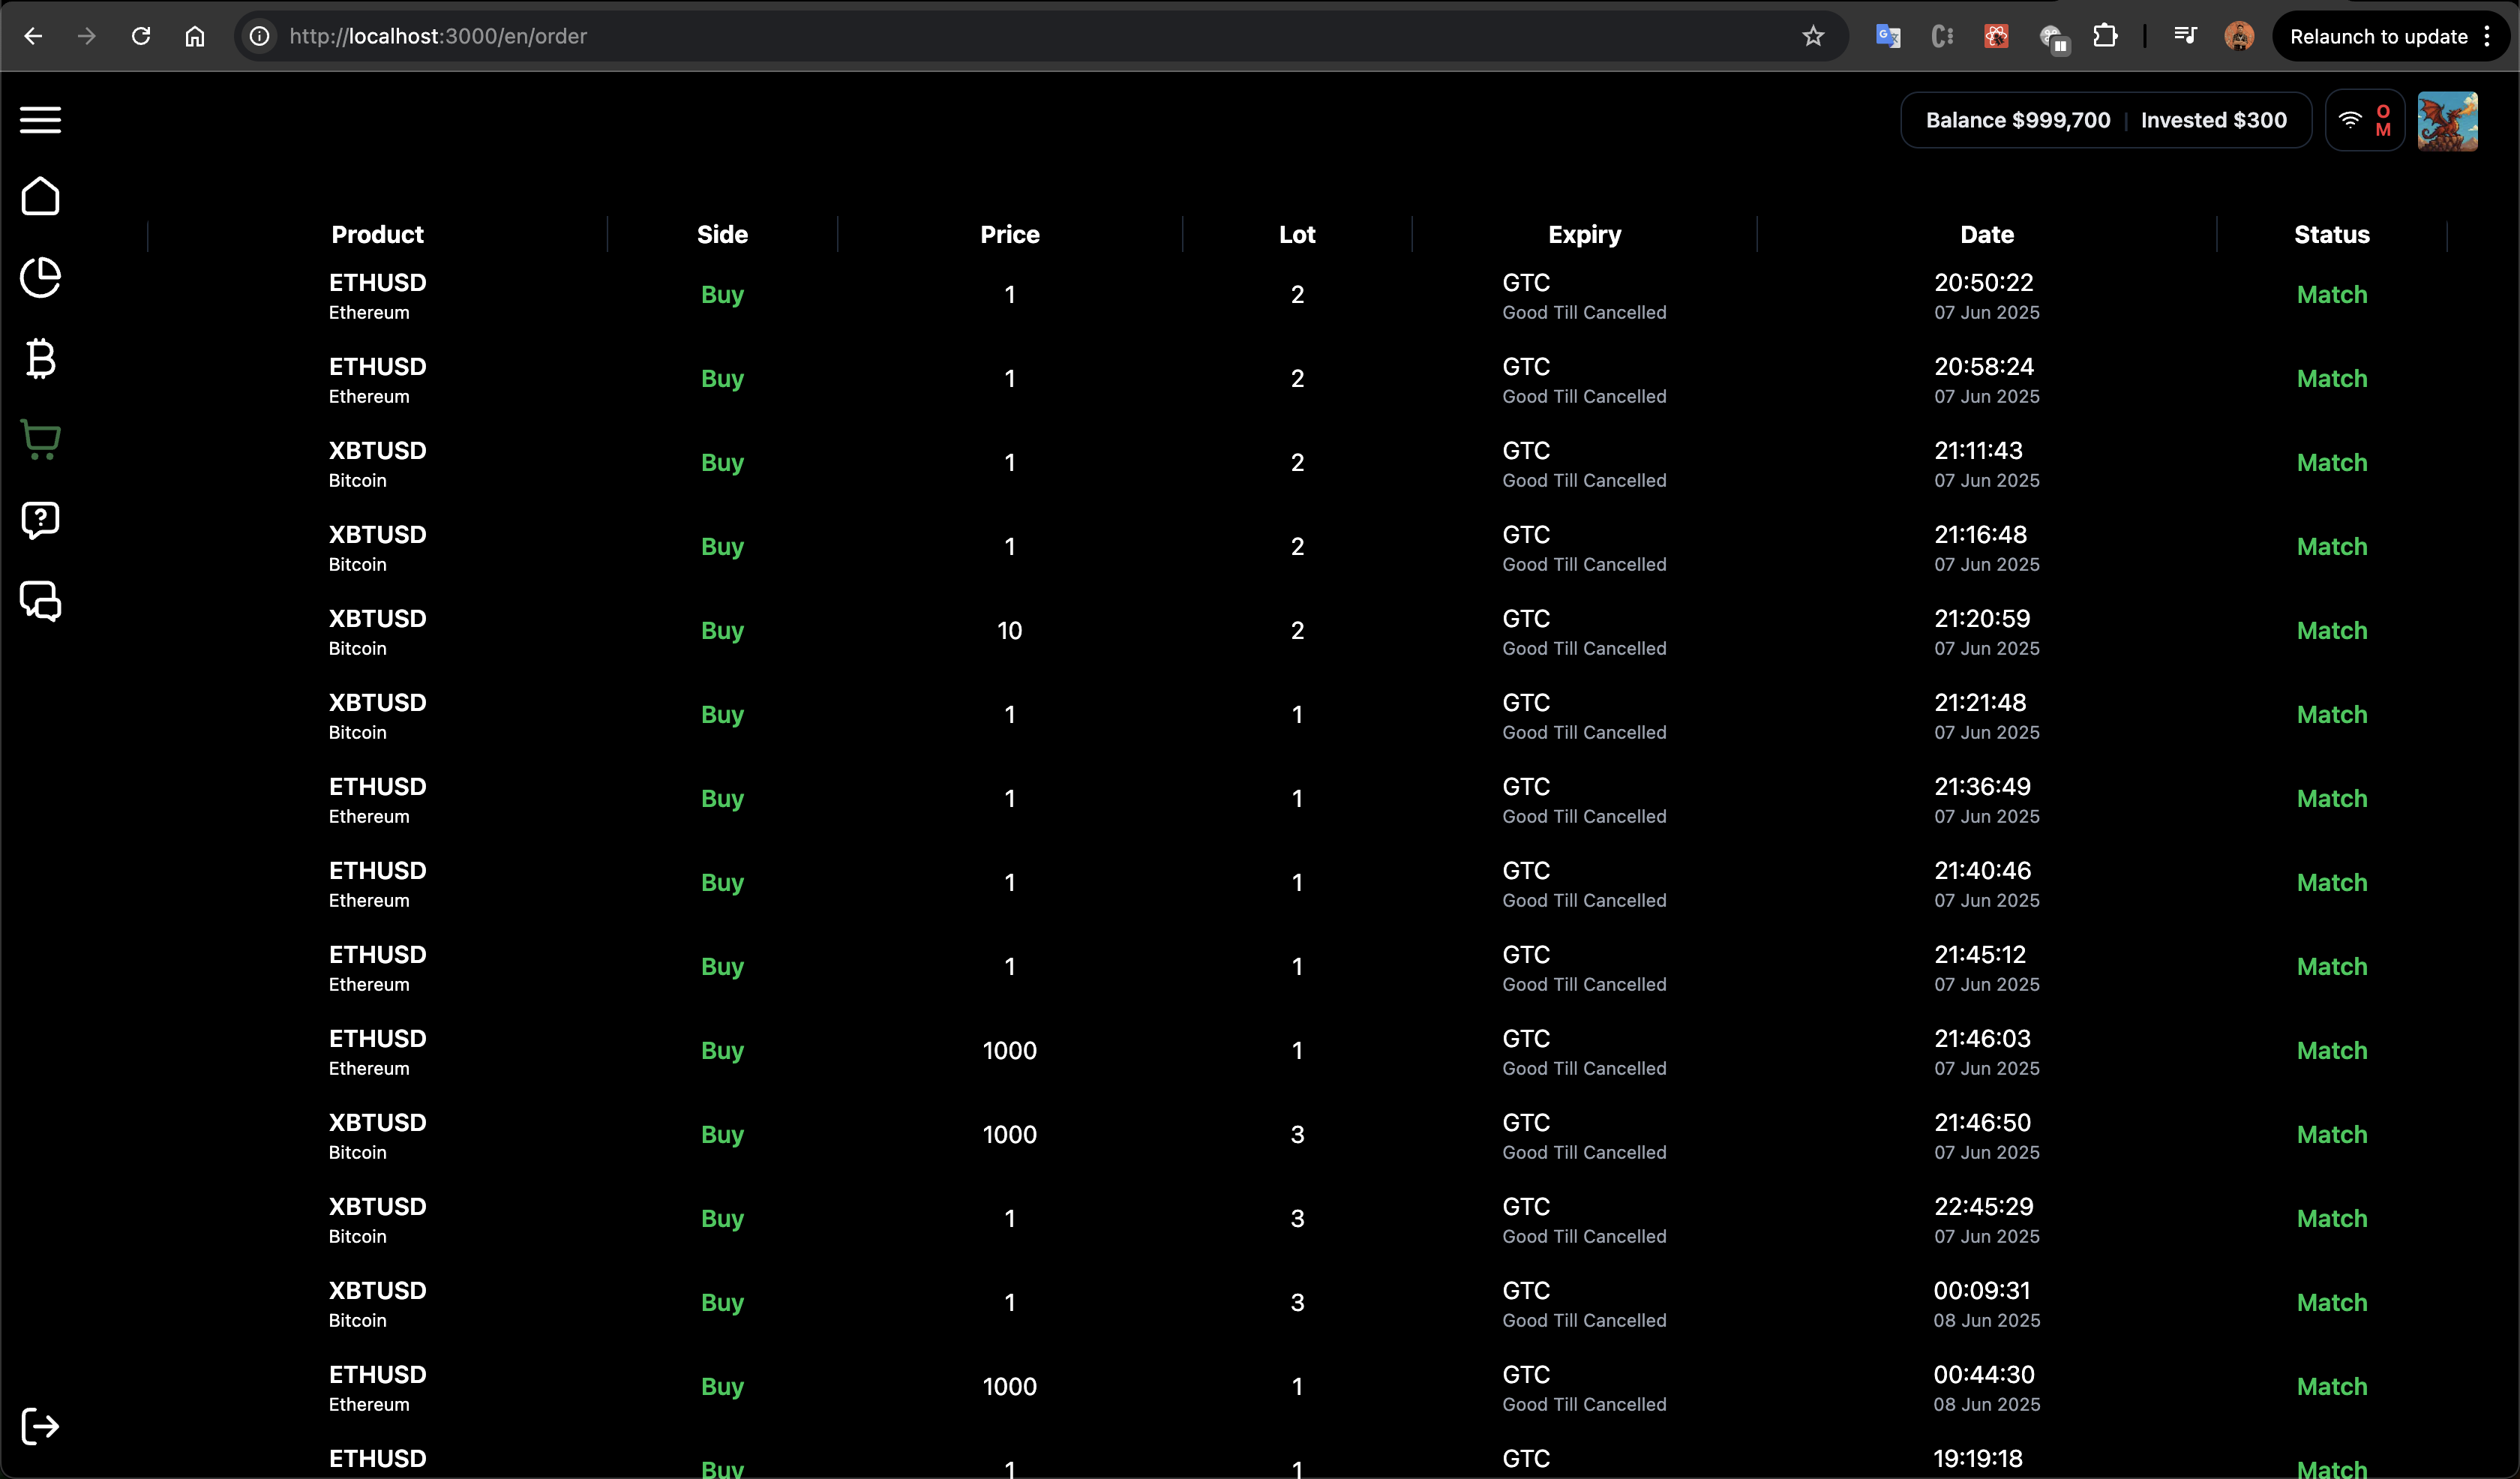 http://localhost:3000/en/order
Relaunch to update
Balance $999,700 | Invested $300
O
M
Product Side Price Lot Expiry Date Status
ETHUSD Buy 1 2 GTC 20:50:22 Match
Ethereum Good Till Cancelled 07 Jun 2025
ETHUSD Buy 1 2 GTC 20:58:24 Match
Ethereum Good Till Cancelled 07 Jun 2025
XBTUSD Buy 1 2 GTC 21:11:43 Match
Bitcoin Good Till Cancelled 07 Jun 2025
XBTUSD Buy 1 2 GTC 21:16:48 Match
Bitcoin Good Till Cancelled 07 Jun 2025
XBTUSD Buy 10 2 GTC 21:20:59 Match
Bitcoin Good Till Cancelled 07 Jun 2025
XBTUSD Buy 1 1 GTC 21:21:48 Match
Bitcoin Good Till Cancelled 07 Jun 2025
ETHUSD Buy 1 1 GTC 21:36:49 Match
Ethereum Good Till Cancelled 07 Jun 2025
ETHUSD Buy 1 1 GTC 21:40:46 Match
Ethereum Good Till Cancelled 07 Jun 2025
ETHUSD Buy 1 1 GTC 21:45:12 Match
Ethereum Good Till Cancelled 07 Jun 2025
ETHUSD Buy 1000 1 GTC 21:46:03 Match
Ethereum Good Till Cancelled 07 Jun 2025
XBTUSD Buy 1000 3 GTC 21:46:50 Match
Bitcoin Good Till Cancelled 07 Jun 2025
XBTUSD Buy 1 3 GTC 22:45:29 Match
Bitcoin Good Till Cancelled 07 Jun 2025
XBTUSD Buy 1 3 GTC 00:09:31 Match
Bitcoin Good Till Cancelled 08 Jun 2025
ETHUSD Buy 1000 1 GTC 00:44:30 Match
Ethereum Good Till Cancelled 08 Jun 2025
ETHUSD Buy 1 1 GTC 19:19:18 Match